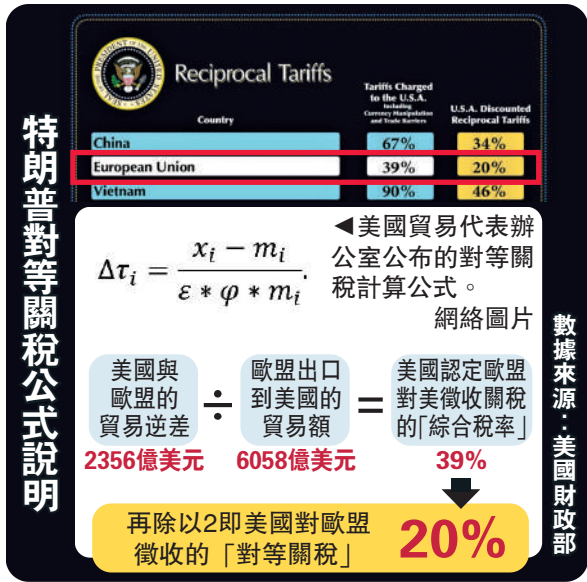 特朗普對等關稅公式說明
Reciprocal Tariffs
Country
Tariffs Charged
to the U.S.A.
Including
Currency Manipulation
and Trade Barriers
U.S.A. Discounted
Reciprocal Tariffs
China 67% 34%
European Union 39% 20%
Vietnam 90% 46%
Δτᵢ = (xᵢ − mᵢ) / (ε * φ * mᵢ).
◀美國貿易代表辦
公室公布的對等關
稅計算公式。
網絡圖片
美國與
歐盟的
貿易逆差
2356億美元
÷
歐盟出口
到美國的
貿易額
6058億美元
=
美國認定歐盟
對美徵收關稅
的「綜合稅率」
39%
再除以2即美國對歐盟
徵收的「對等關稅」
20%
數據來源：美國財政部